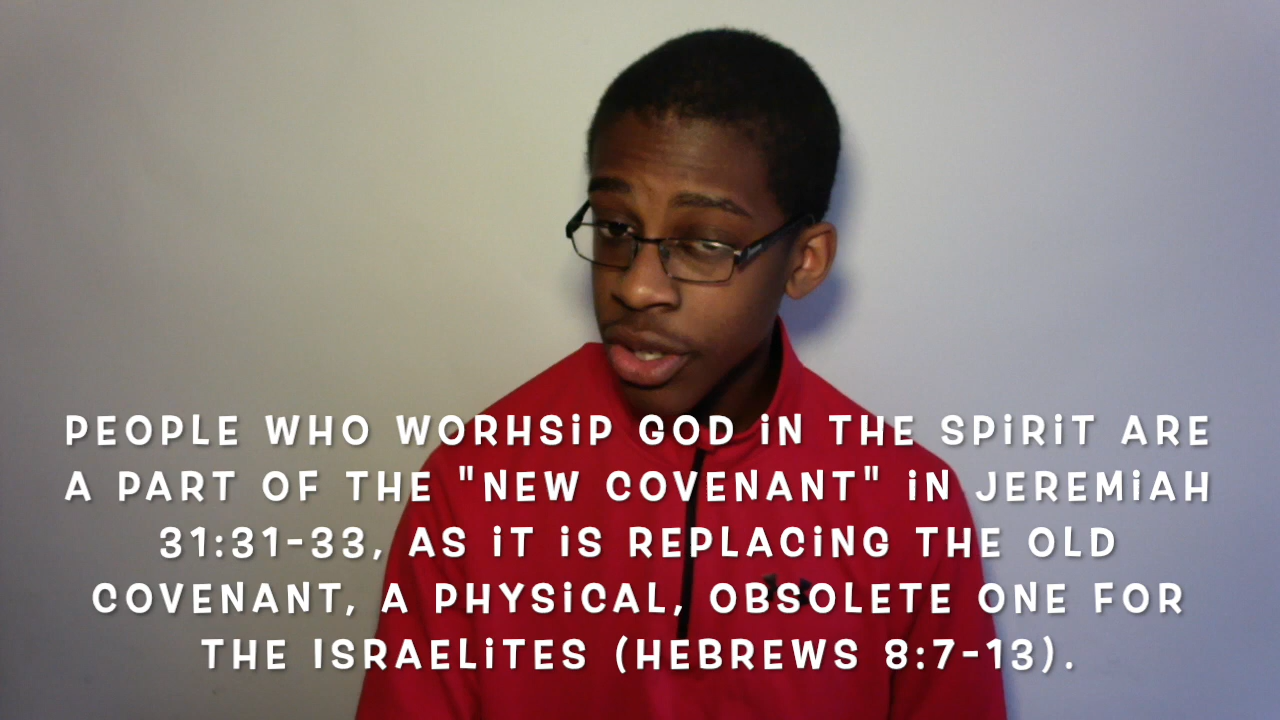 PEOPLE WHO WORHSiP GOD iN THE SPiRiT ARE
A PART OF THE "NEW COVENANT" iN JEREMiAH
31:31-33, AS iT iS REPLACiNG THE OLD
COVENANT, A PHYSiCAL, OBSOLETE ONE FOR
THE ISRAELiTES (HEBREWS 8:7-13).